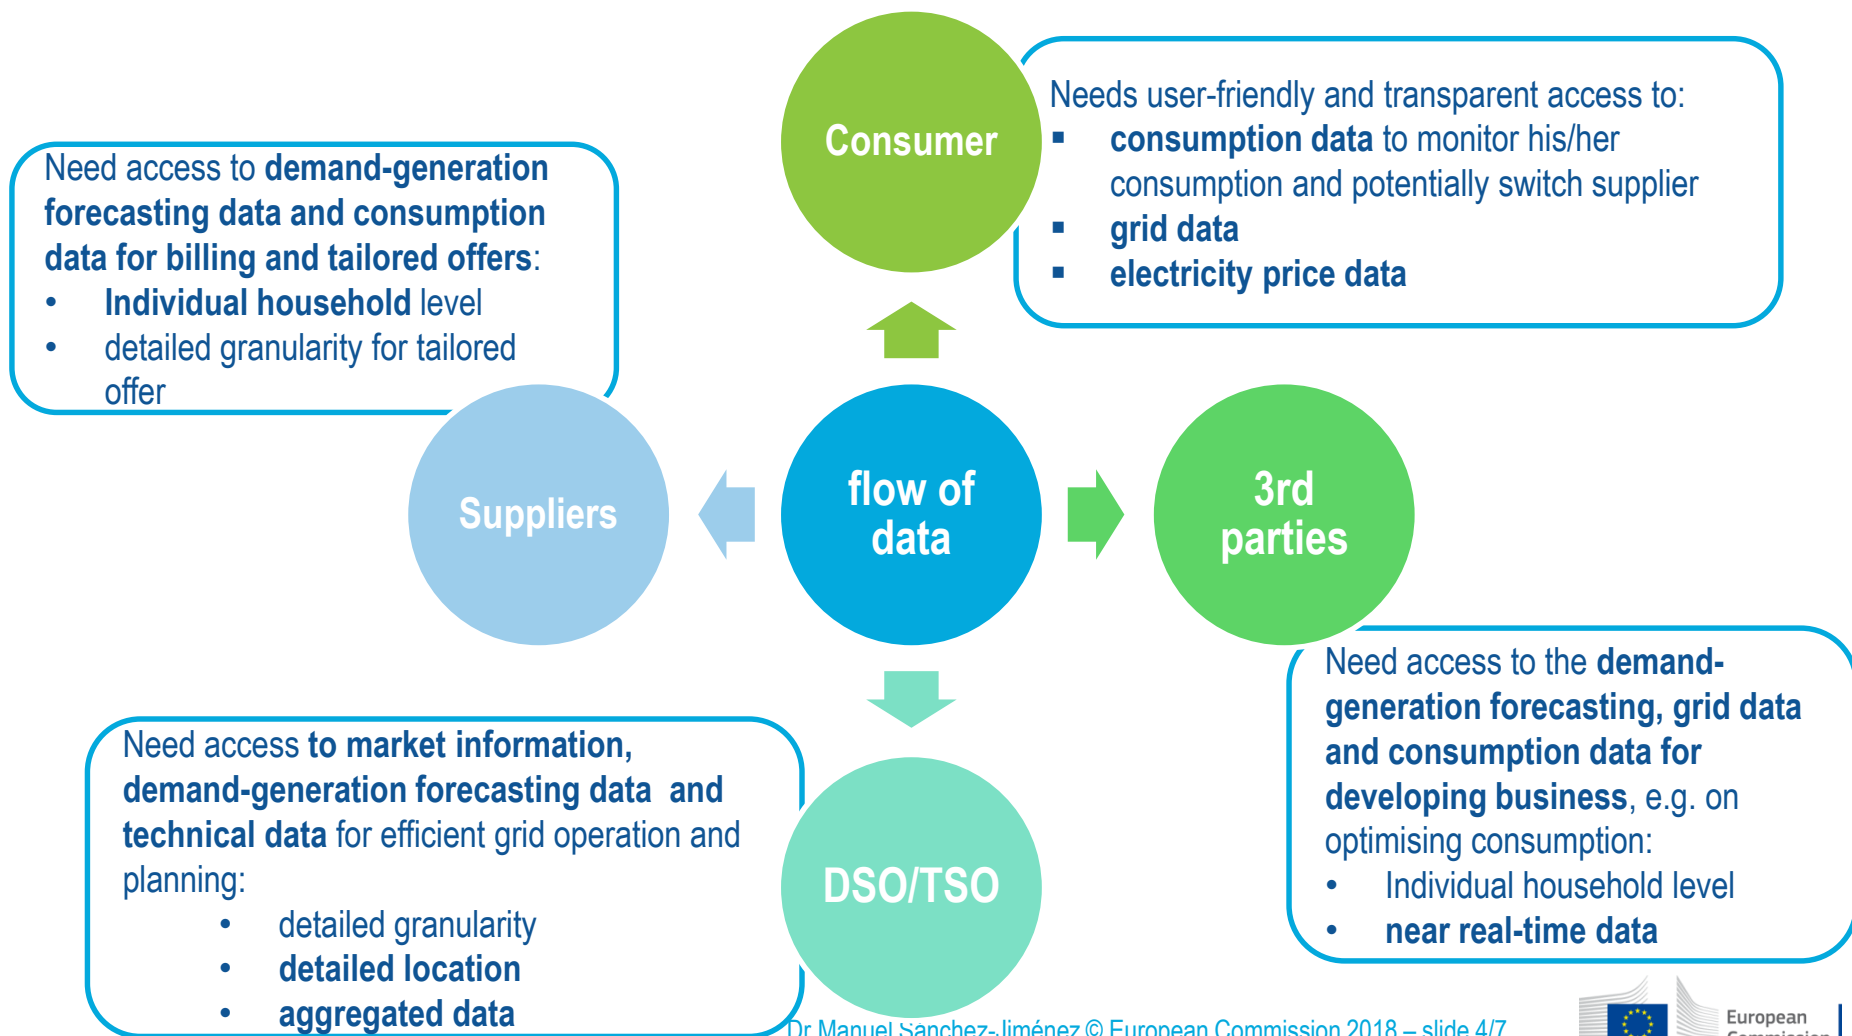 Consumer
Needs user-friendly and transparent access to:
▪ consumption data to monitor his/her
consumption and potentially switch supplier
▪ grid data
▪ electricity price data
Need access to demand-generation
forecasting data and consumption
data for billing and tailored offers:
• Individual household level
• detailed granularity for tailored
offer
Suppliers
flow of
data
3rd
parties
Need access to the demand-
generation forecasting, grid data
and consumption data for
developing business, e.g. on
optimising consumption:
• Individual household level
• near real-time data
Need access to market information,
demand-generation forecasting data and
technical data for efficient grid operation and
planning:
• detailed granularity
• detailed location
• aggregated data
DSO/TSO
Dr Manuel Sánchez-Jiménez © European Commission 2018 – slide 4/7
European
Commission